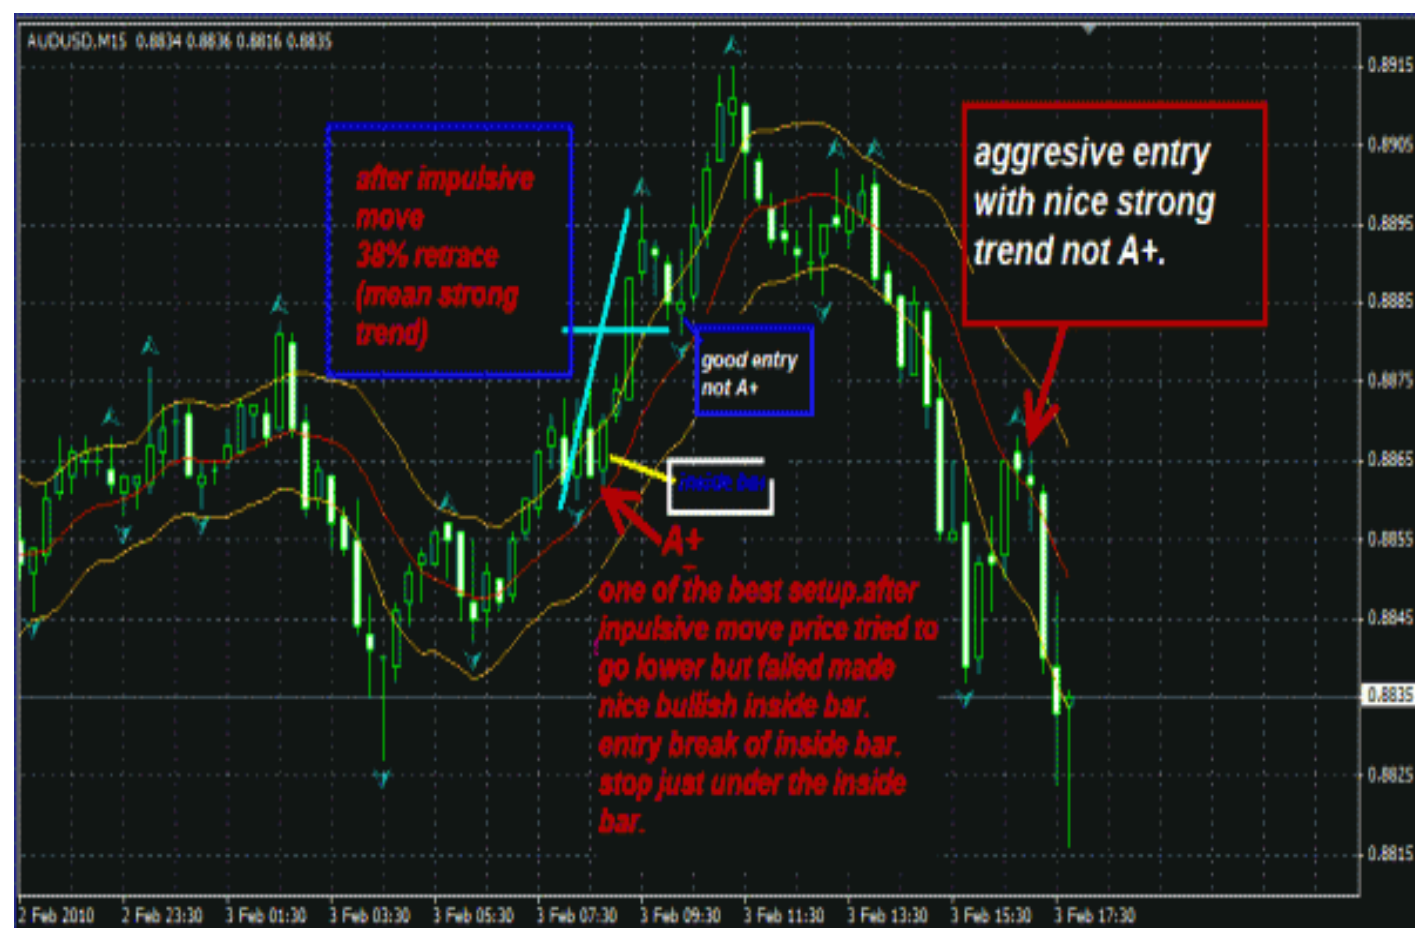 AUDUSD.M15 0.8834 0.8836 0.8816 0.8835
after impulsive
move
38% retrace
(mean strong
trend)
aggresive entry
with nice strong
trend not A+.
good entry
not A+
inside bar
A+
one of the best setup.after
inpulsive move price tried to
go lower but failed made
nice bullish inside bar.
entry break of inside bar.
stop just under the inside
bar.
0.8915
0.8905
0.8895
0.8885
0.8875
0.8865
0.8855
0.8845
0.8835
0.8825
0.8815
2 Feb 2010 2 Feb 23:30 3 Feb 01:30 3 Feb 03:30 3 Feb 05:30 3 Feb 07:30 3 Feb 09:30 3 Feb 11:30 3 Feb 13:30 3 Feb 15:30 3 Feb 17:30